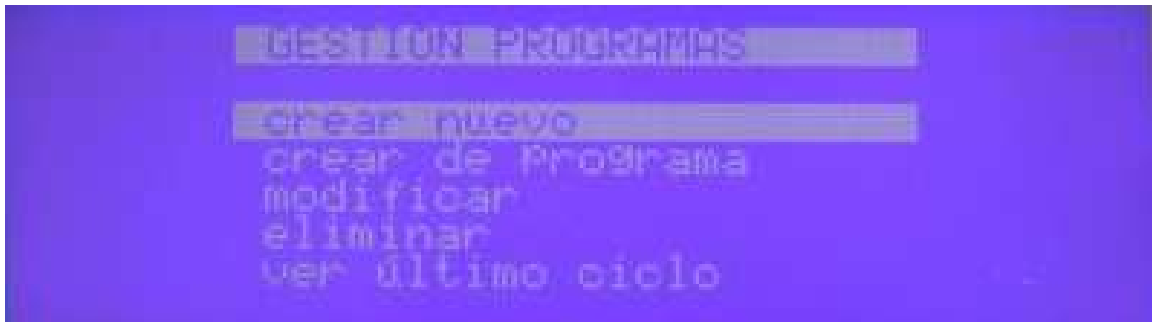 GESTION PROGRAMAS
crear nuevo
crear de Programa
modificar
eliminar
ver último ciclo